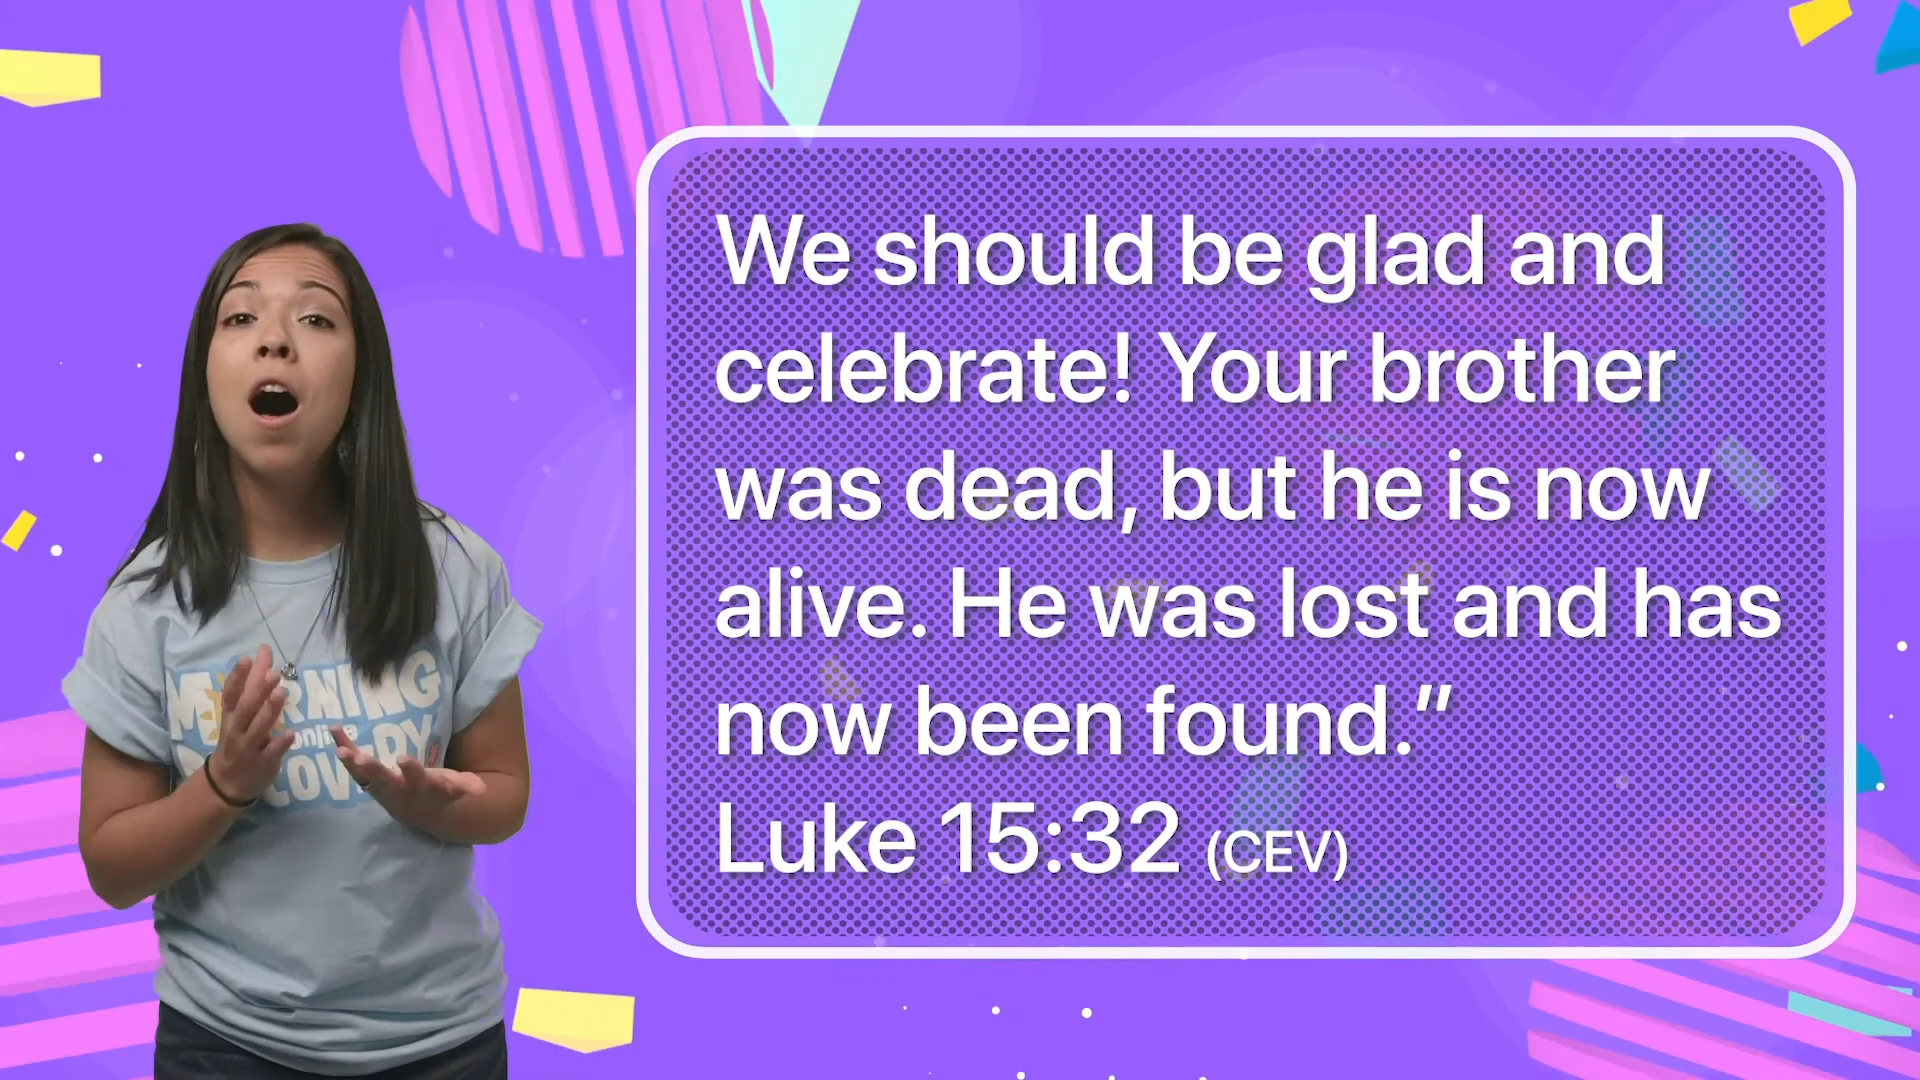 We should be glad and
celebrate! Your brother
was dead, but he is now
alive. He was lost and has
now been found.”
Luke 15:32 (CEV)
online